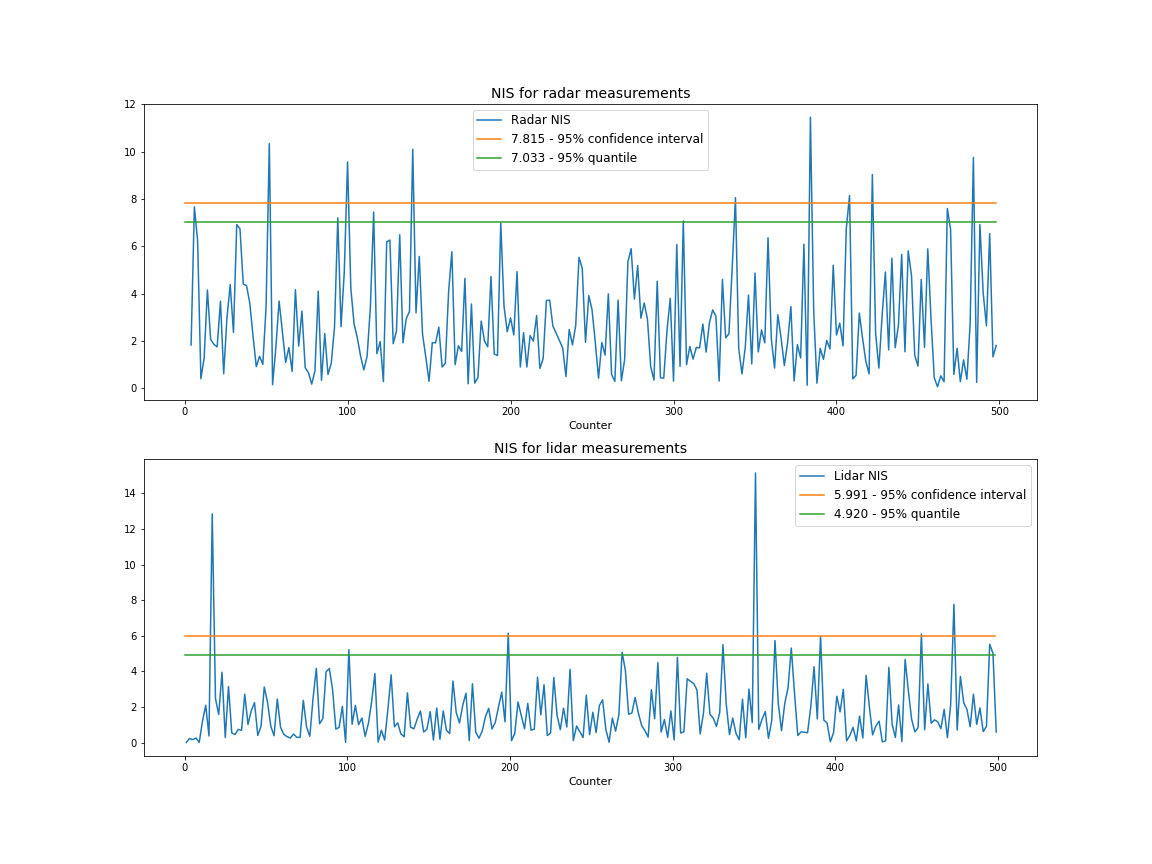 NIS for radar measurements
12
10
8
6
4
2
0
Radar NIS
7.815 - 95% confidence interval
7.033 - 95% quantile
0 100 200 300 400 500
Counter
NIS for lidar measurements
14
12
10
8
6
4
2
0
Lidar NIS
5.991 - 95% confidence interval
4.920 - 95% quantile
0 100 200 300 400 500
Counter